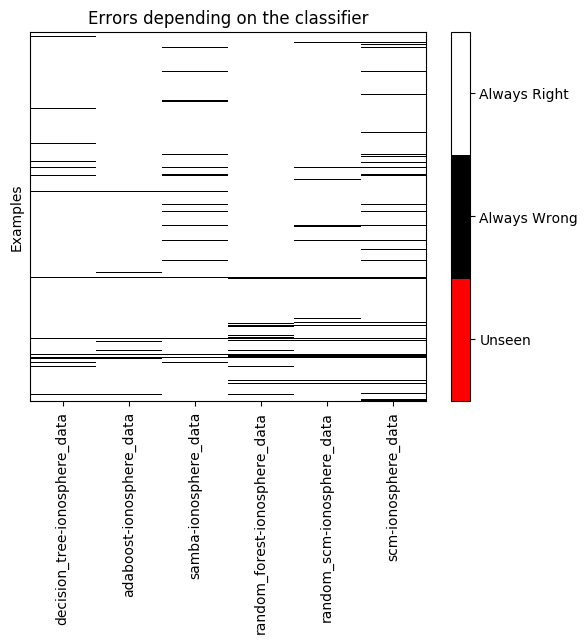 Errors depending on the classifier
Examples
Always Right
Always Wrong
Unseen
decision_tree-ionosphere_data
adaboost-ionosphere_data
samba-ionosphere_data
random_forest-ionosphere_data
random_scm-ionosphere_data
scm-ionosphere_data